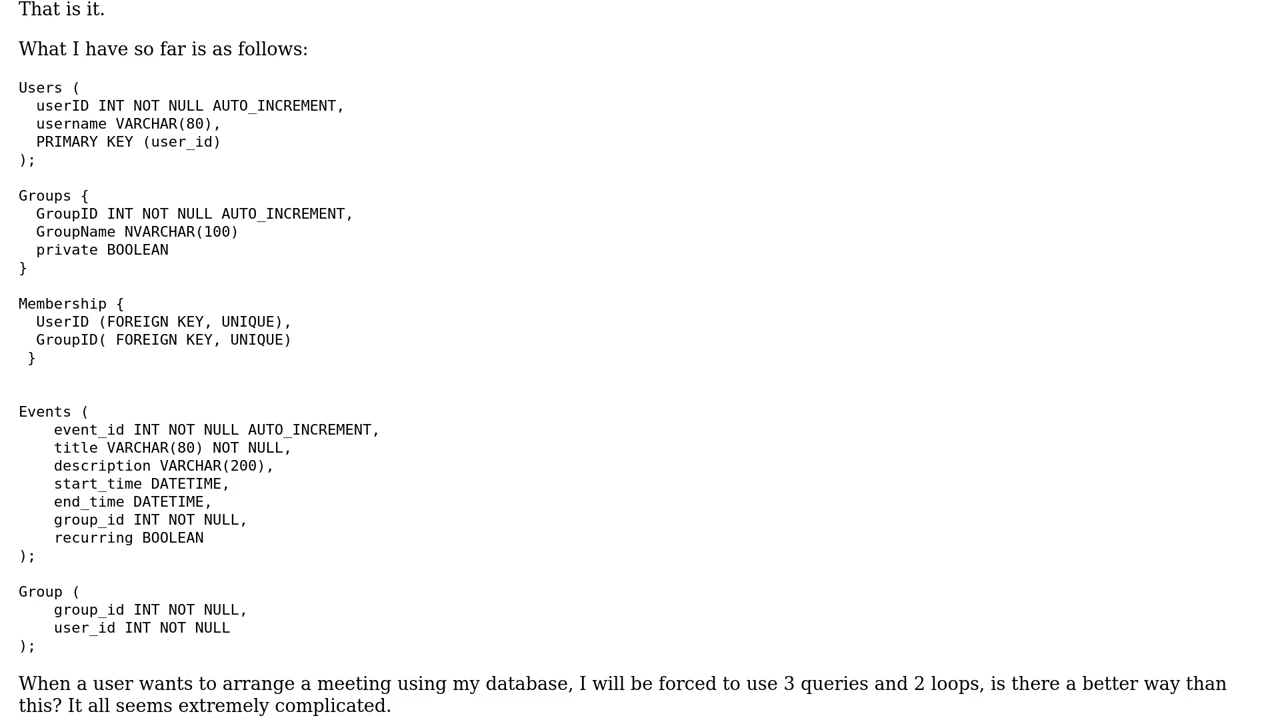 That is it.
What I have so far is as follows:
Users (
  userID INT NOT NULL AUTO_INCREMENT,
  username VARCHAR(80),
  PRIMARY KEY (user_id)
);
Groups {
  GroupID INT NOT NULL AUTO_INCREMENT,
  GroupName NVARCHAR(100)
  private BOOLEAN
}
Membership {
  UserID (FOREIGN KEY, UNIQUE),
  GroupID( FOREIGN KEY, UNIQUE)
 }
Events (
    event_id INT NOT NULL AUTO_INCREMENT,
    title VARCHAR(80) NOT NULL,
    description VARCHAR(200),
    start_time DATETIME,
    end_time DATETIME,
    group_id INT NOT NULL,
    recurring BOOLEAN
);
Group (
    group_id INT NOT NULL,
    user_id INT NOT NULL
);
When a user wants to arrange a meeting using my database, I will be forced to use 3 queries and 2 loops, is there a better way than
this? It all seems extremely complicated.